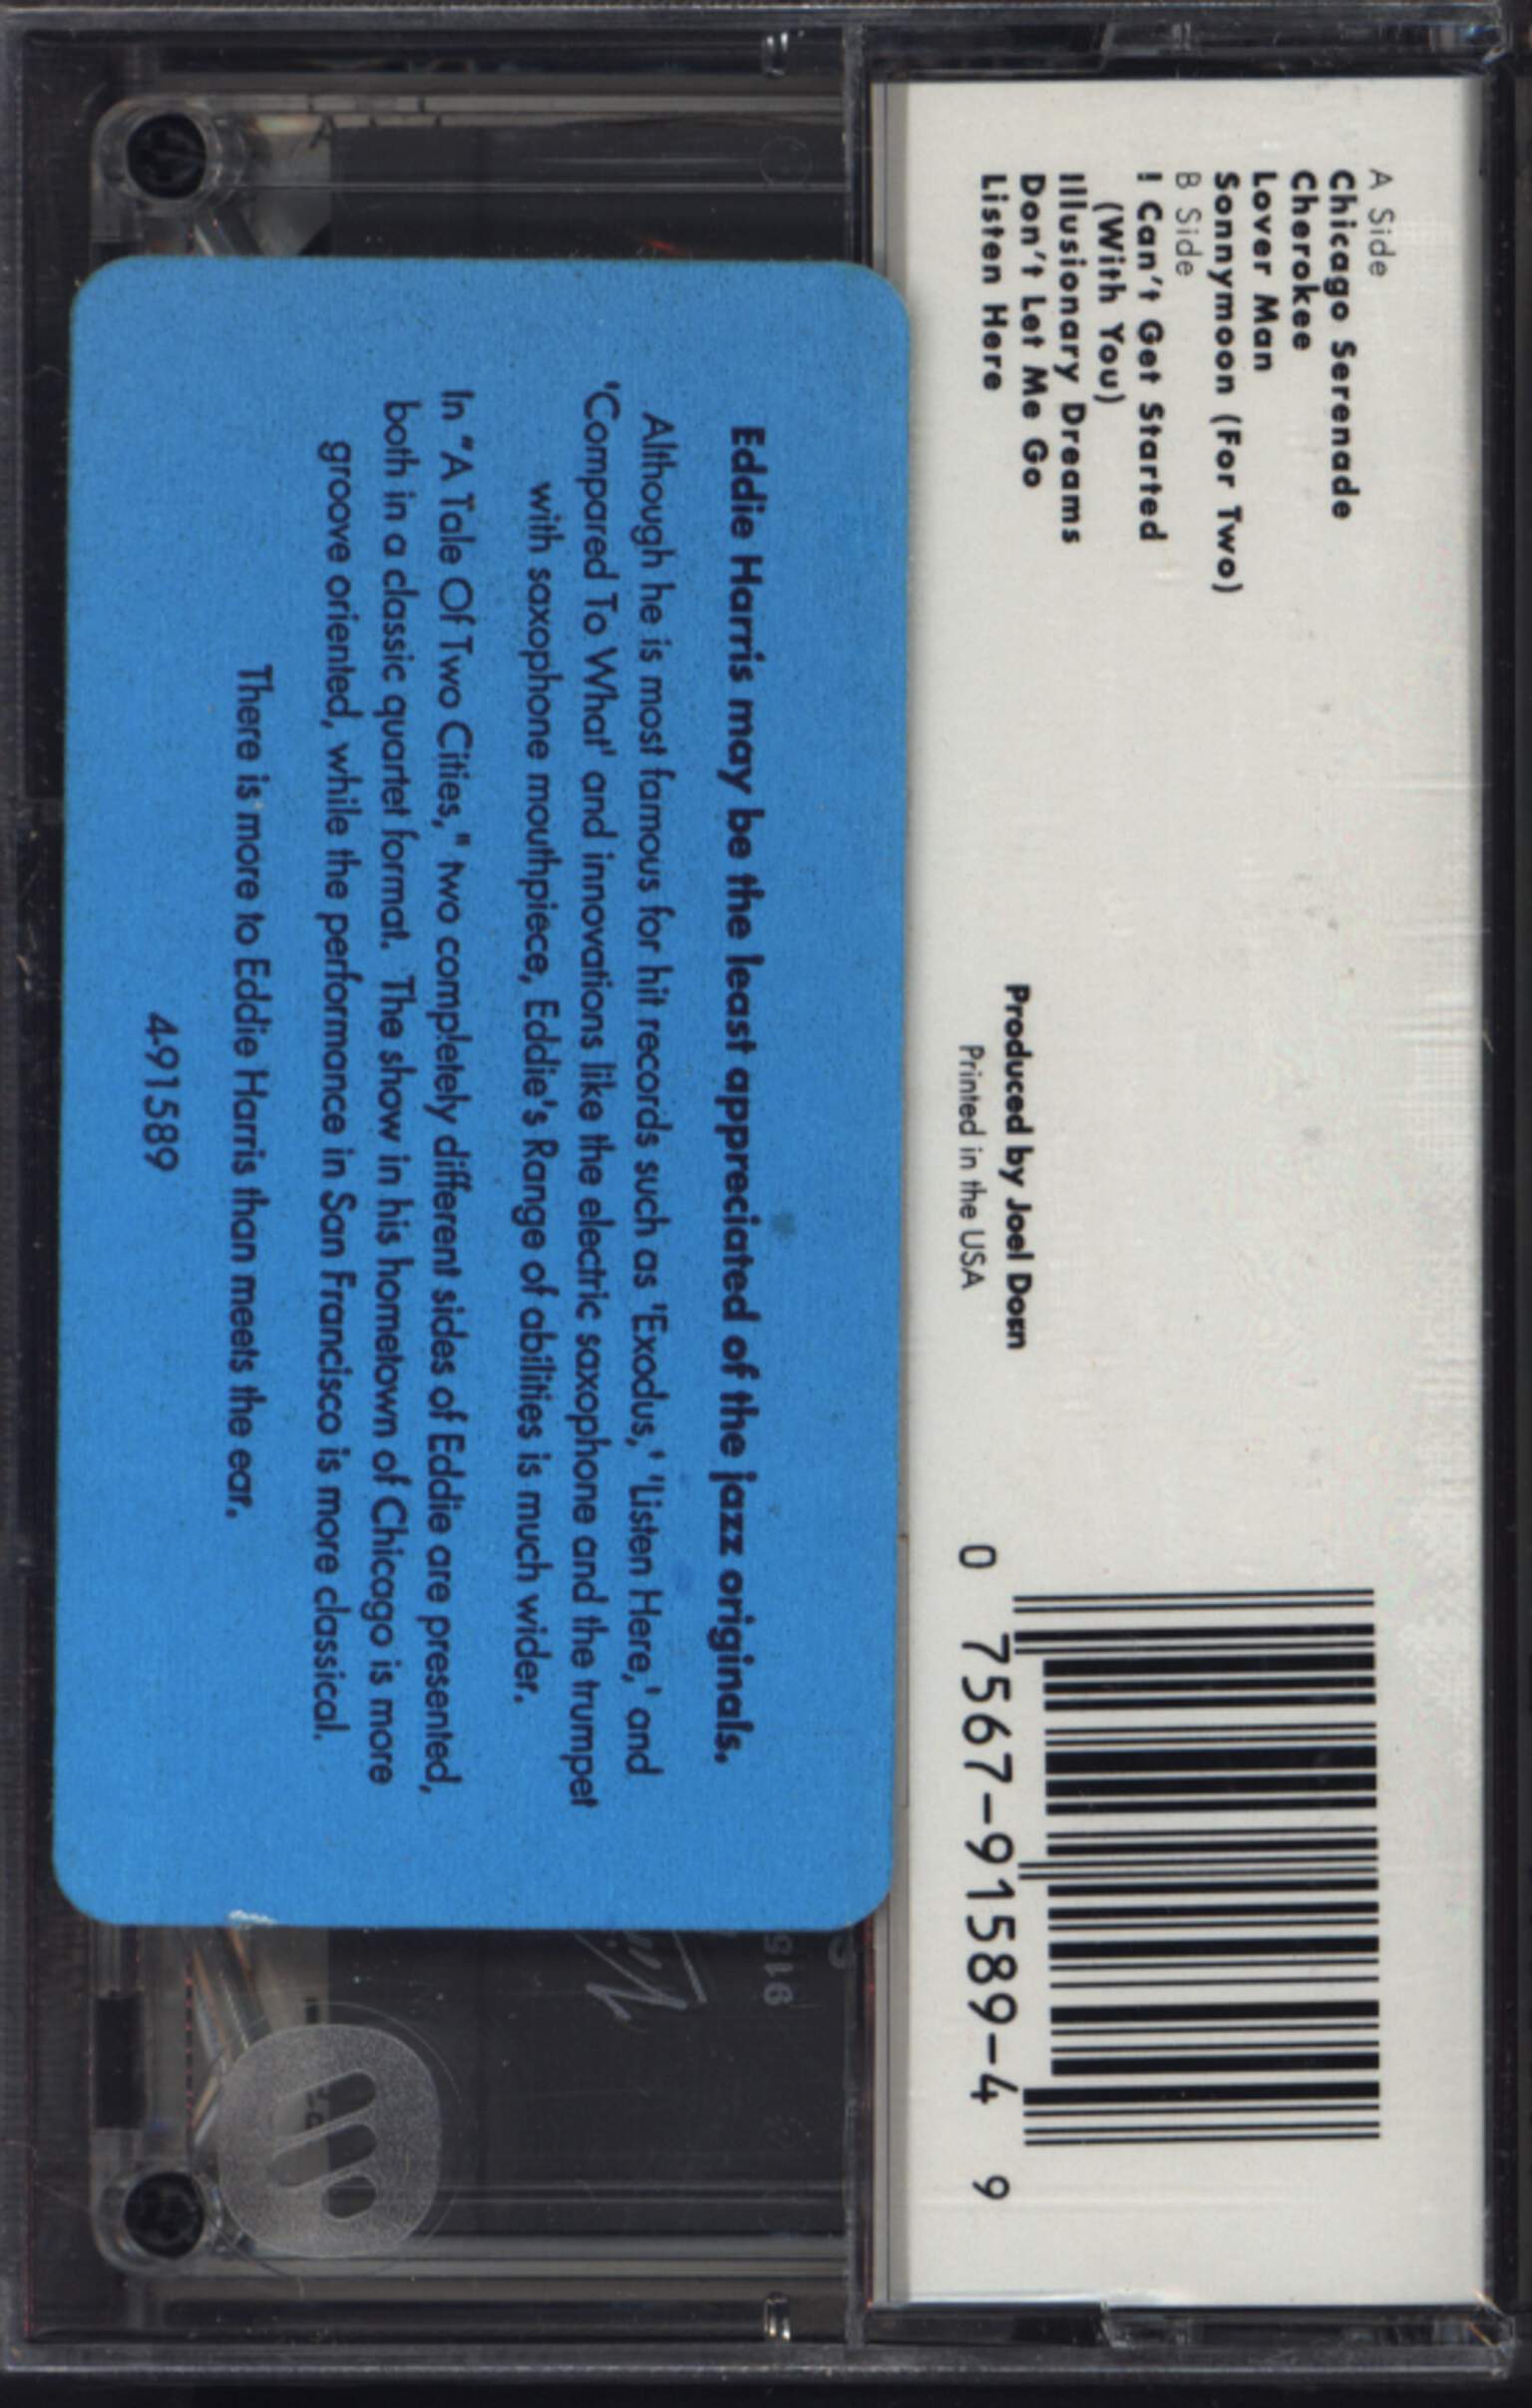 A Side
Chicago Serenade
Cherokee
Lover Man
Sonnymoon (For Two)
B Side
I Can't Get Started
(With You)
Illusionary Dreams
Don't Let Me Go
Listen Here
Produced by Joel Dorn
Printed in the USA
0 7567-91589-4 9
Eddie Harris may be the least appreciated of the jazz originals.
Although he is most famous for hit records such as 'Exodus,' 'Listen Here,' and
'Compared To What' and innovations like the electric saxophone and the trumpet
with saxophone mouthpiece, Eddie's Range of abilities is much wider.
In "A Tale Of Two Cities," two completely different sides of Eddie are presented,
both in a classic quartet format. The show in his hometown of Chicago is more
groove oriented, while the performance in San Francisco is more classical.
There is more to Eddie Harris than meets the ear.
4-91589